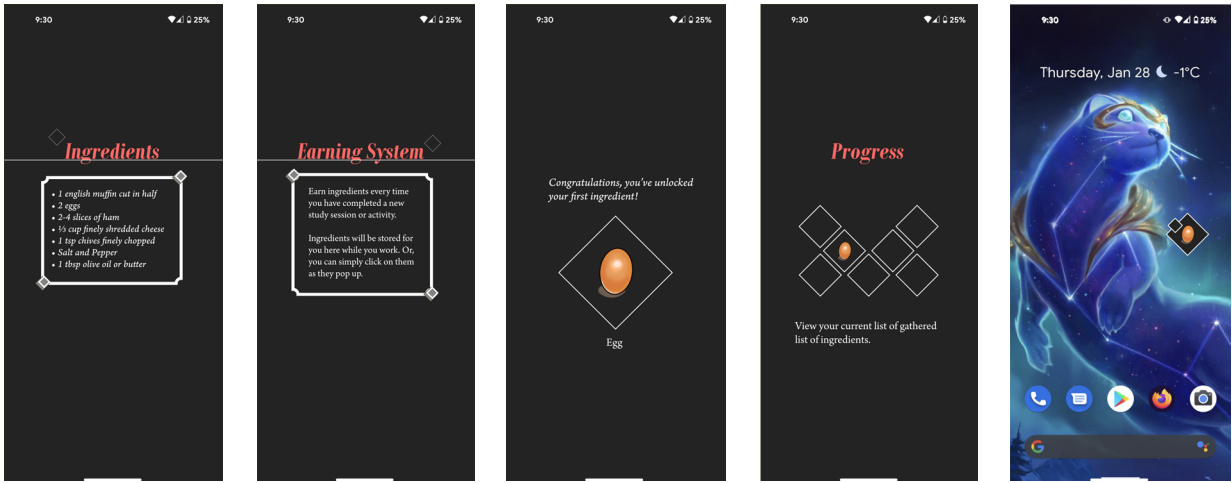 9:30
25%
Ingredients
• 1 english muffin cut in half
• 2 eggs
• 2-4 slices of ham
• ⅓ cup finely shredded cheese
• 1 tsp chives finely chopped
• Salt and Pepper
• 1 tbsp olive oil or butter
9:30
25%
Earning System
Earn ingredients every time
you have completed a new
study session or activity.
Ingredients will be stored for
you here while you work. Or,
you can simply click on them
as they pop up.
9:30
25%
Congratulations, you've unlocked
your first ingredient!
Egg
9:30
25%
Progress
View your current list of gathered
list of ingredients.
9:30
25%
Thursday, Jan 28 -1°C
G